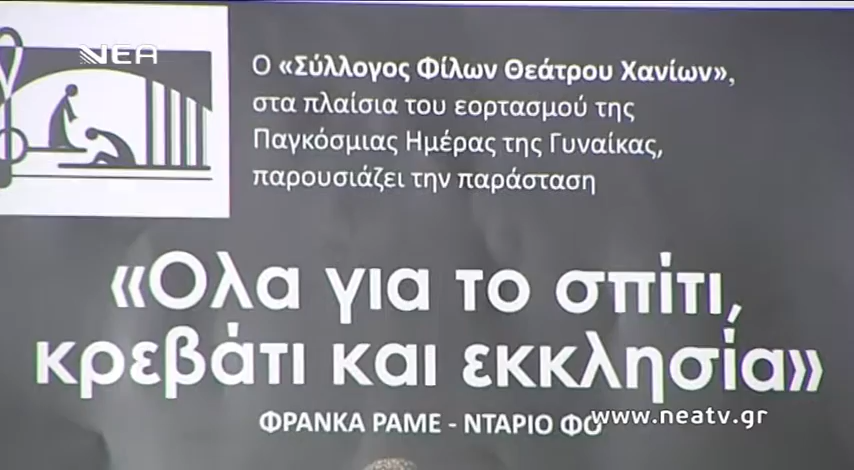 ΝΕΑ
Ο «Σύλλογος Φίλων Θεάτρου Χανίων»,
στα πλαίσια του εορτασμού της
Παγκόσμιας Ημέρας της Γυναίκας,
παρουσιάζει την παράσταση
«Ολα για το σπίτι,
κρεβάτι και εκκλησία»
ΦΡΑΝΚΑ ΡΑΜΕ - ΝΤΑΡΙΟ ΦΟ
www.neatv.gr